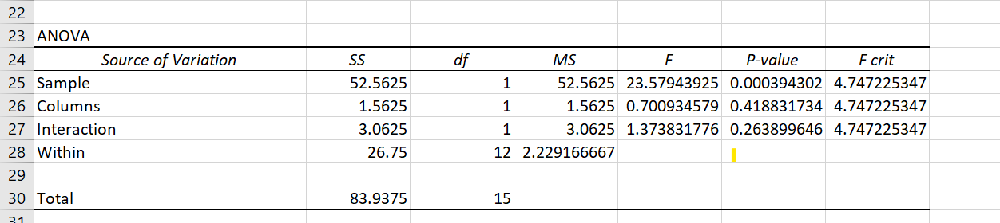 22
23 ANOVA
24 Source of Variation SS df MS F P-value F crit
25 Sample 52.5625 1 52.5625 23.57943925 0.000394302 4.747225347
26 Columns 1.5625 1 1.5625 0.700934579 0.418831734 4.747225347
27 Interaction 3.0625 1 3.0625 1.373831776 0.263899646 4.747225347
28 Within 26.75 12 2.229166667
29
30 Total 83.9375 15
31